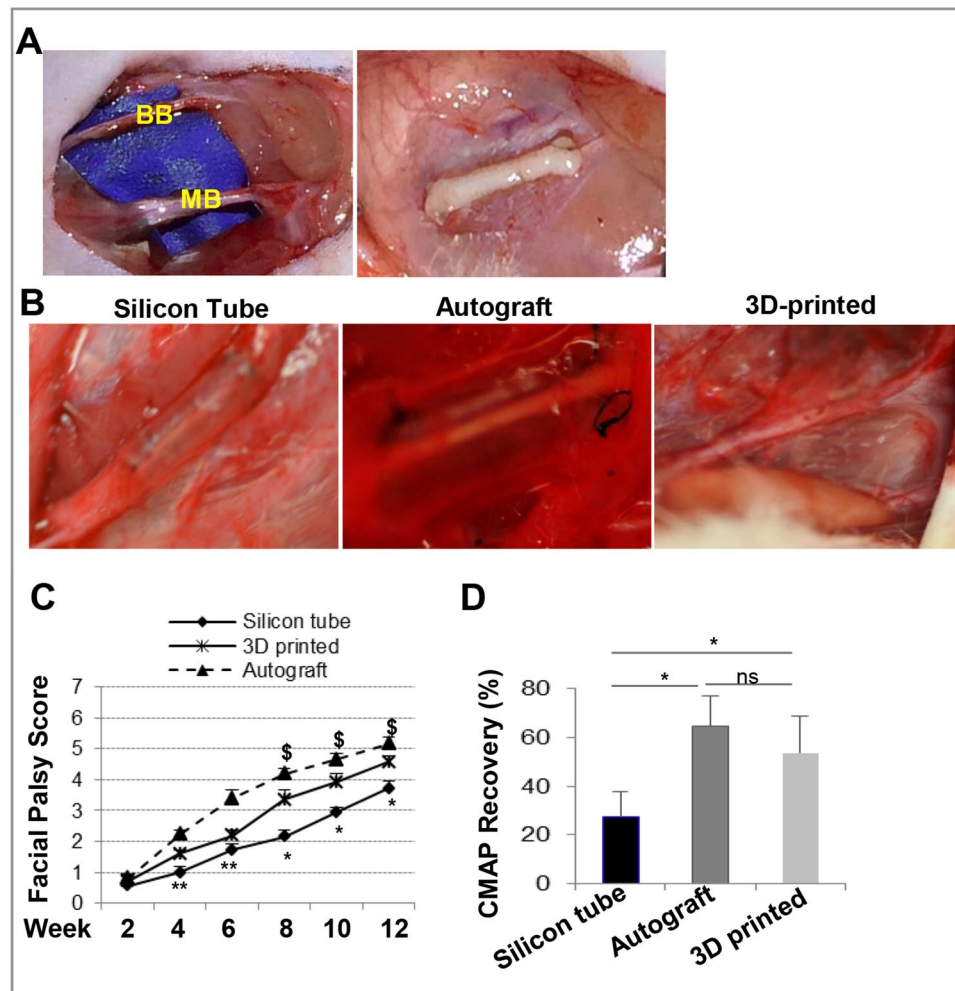 A
BB
MB
B
Silicon Tube
Autograft
3D-printed
C
Silicon tube
3D printed
Autograft
Facial Palsy Score
7
6
5
4
3
2
1
0
$
$
$
**
**
*
*
*
Week 2 4 6 8 10 12
D
CMAP Recovery (%)
80
60
40
20
0
*
*
ns
Silicon tube
Autograft
3D printed